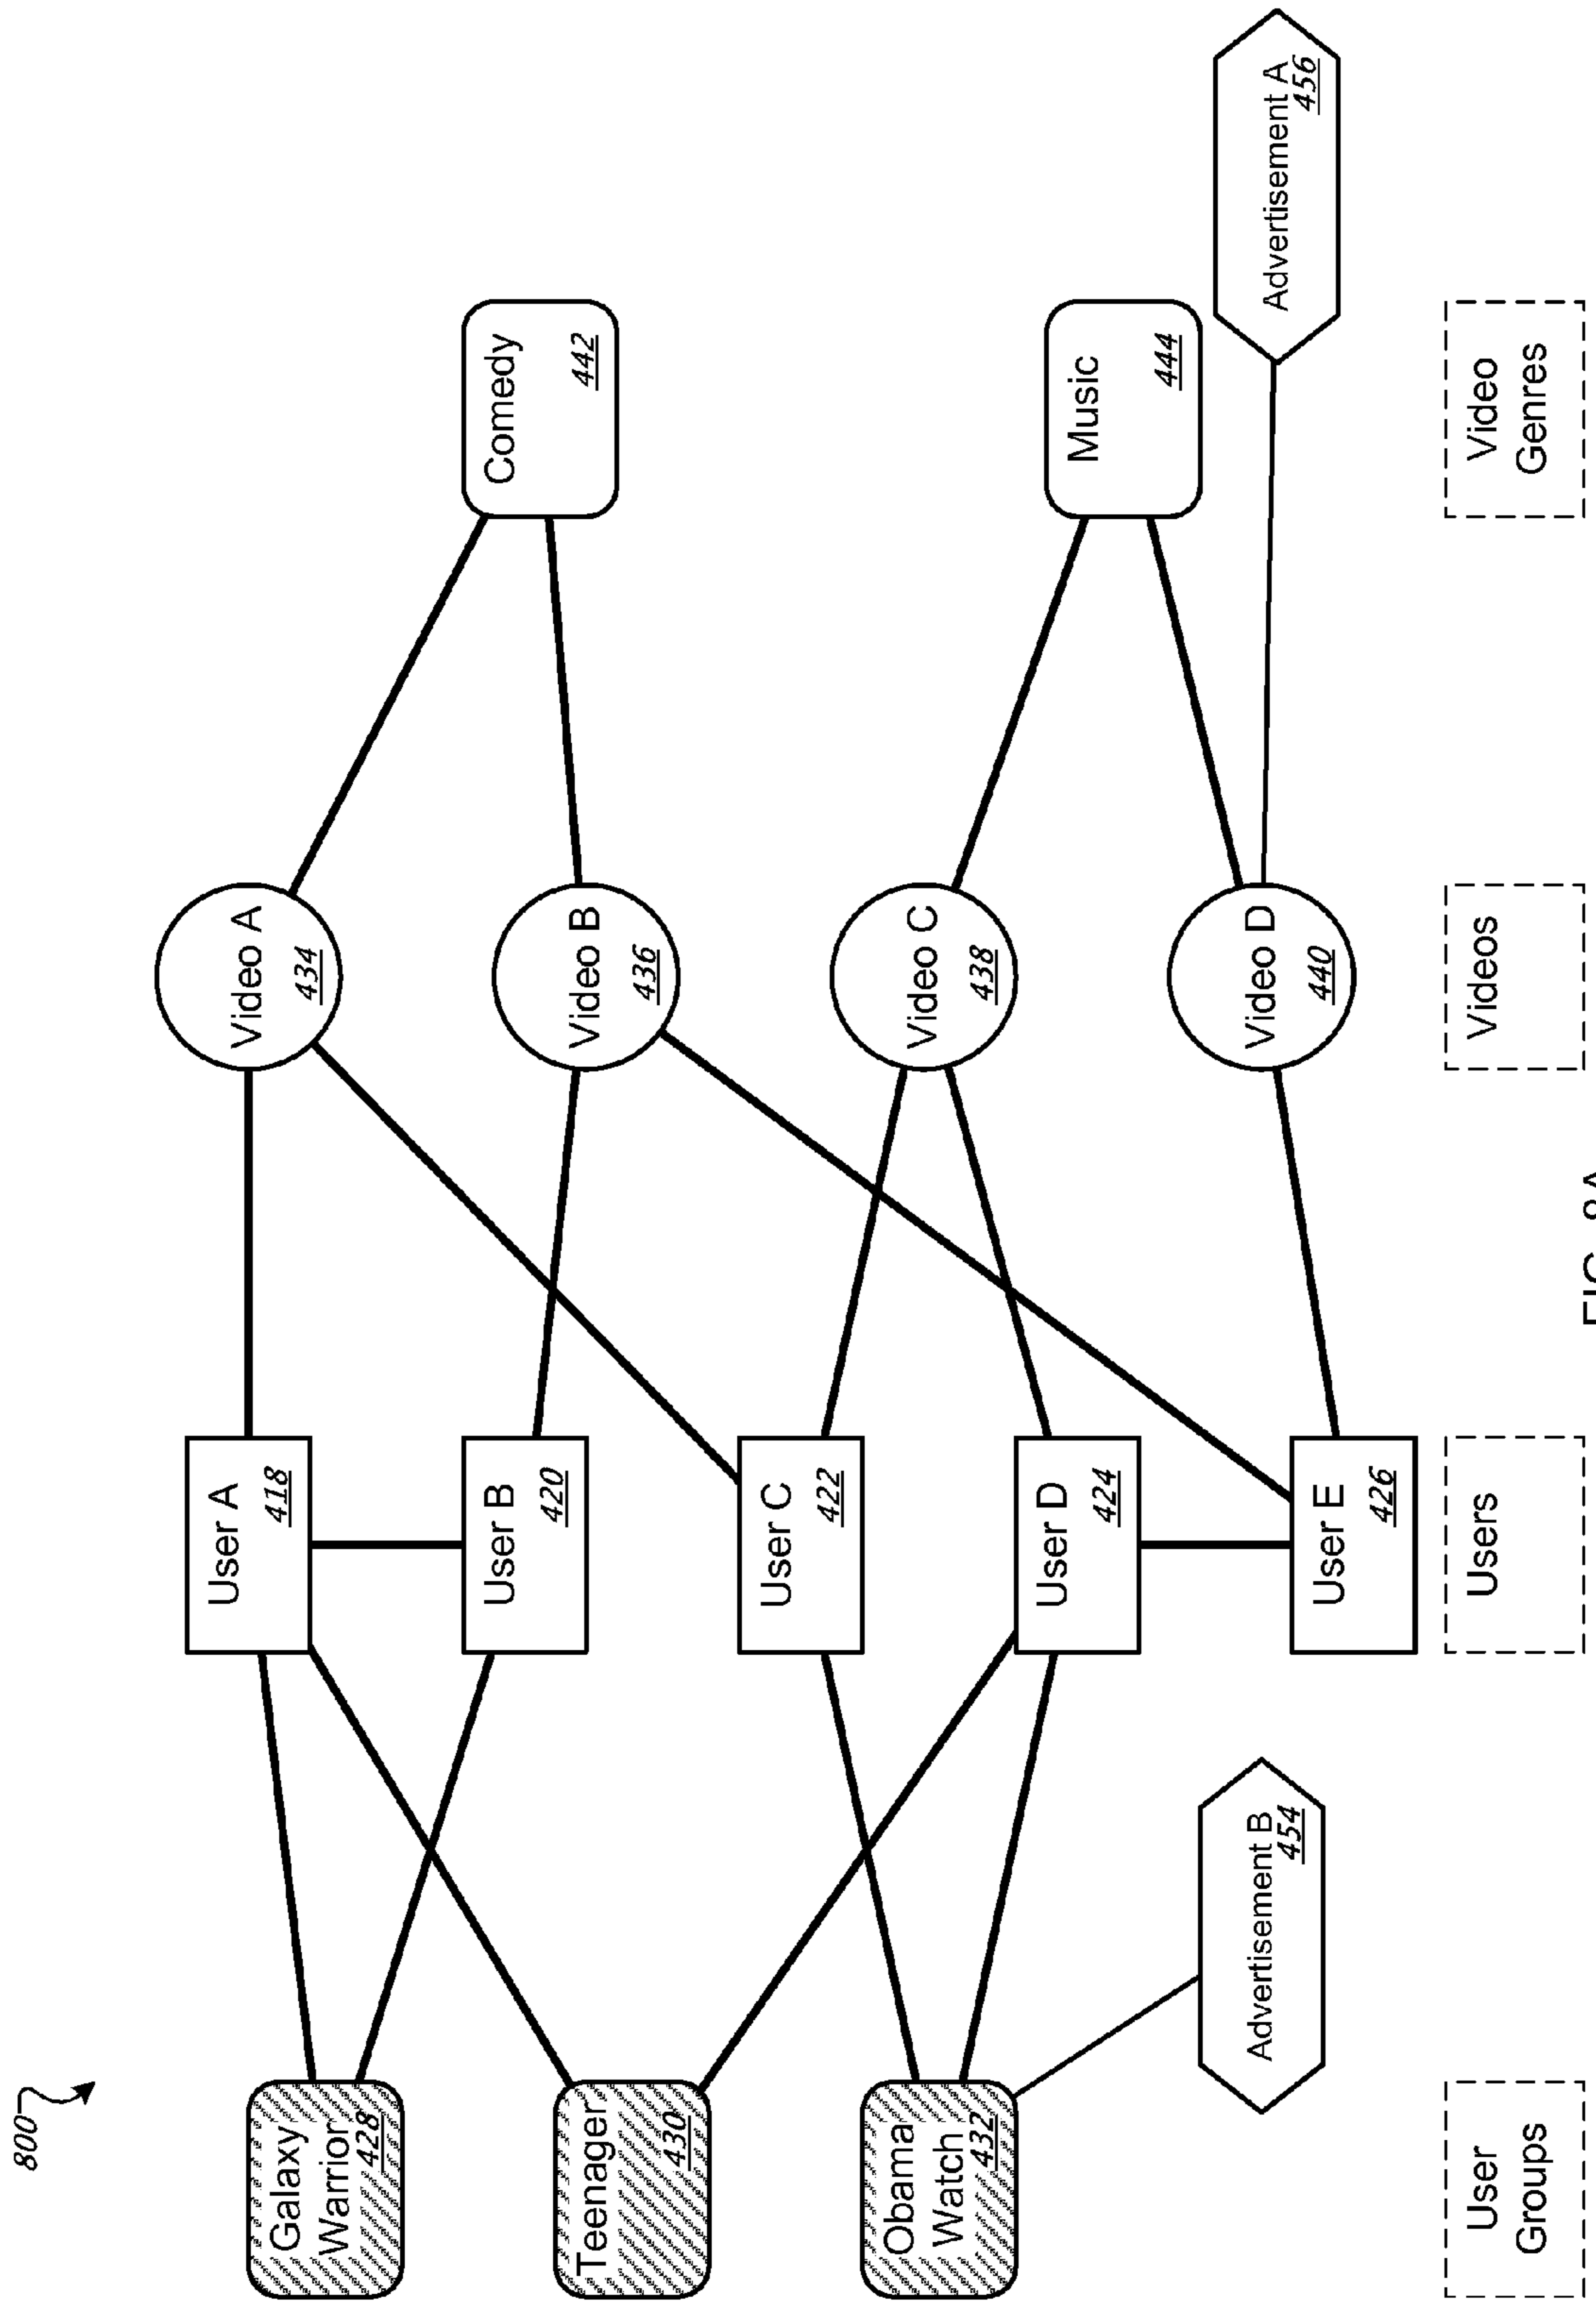 800
Galaxy
Warrior
428
Teenager
430
Obama
Watch
432
User
Groups
Advertisement B
454
User A
418
User B
420
User C
422
User D
424
User E
426
Users
Video A
434
Video B
436
Video C
438
Video D
440
Videos
Comedy
442
Music
444
Video
Genres
Advertisement A
456
FIG. 8A